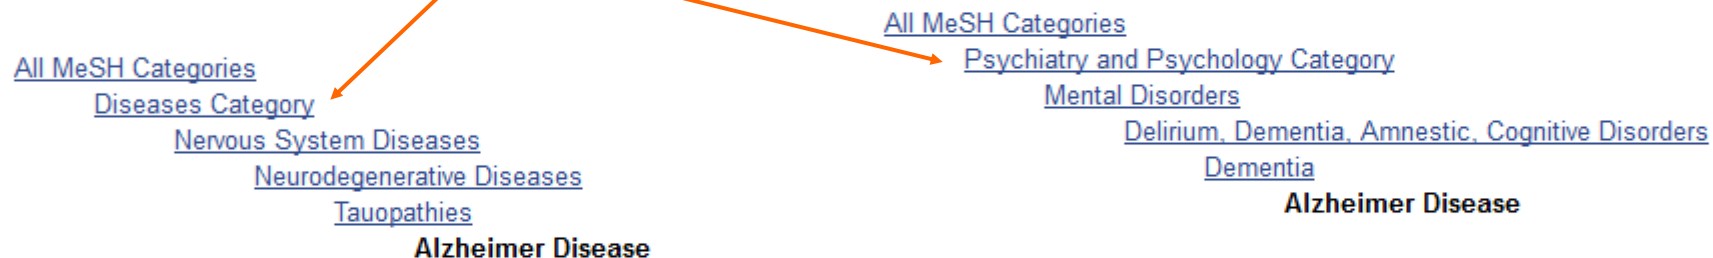 All MeSH Categories
Diseases Category
Nervous System Diseases
Neurodegenerative Diseases
Tauopathies
Alzheimer Disease
All MeSH Categories
Psychiatry and Psychology Category
Mental Disorders
Delirium, Dementia, Amnestic, Cognitive Disorders
Dementia
Alzheimer Disease